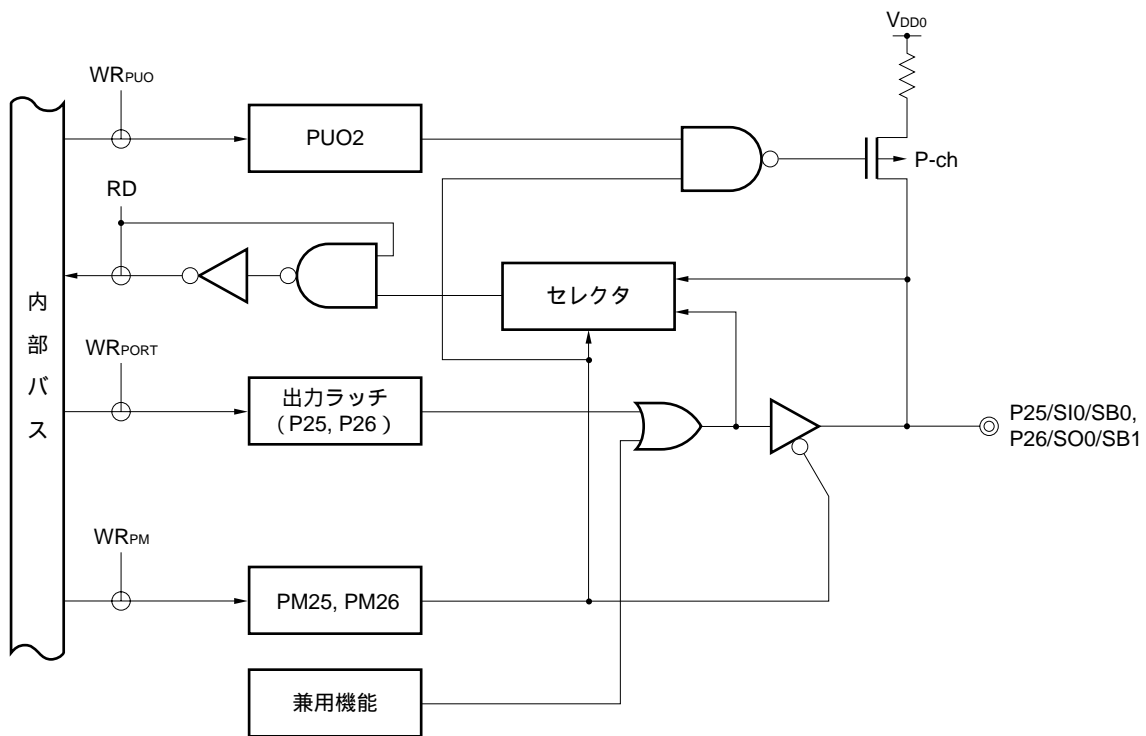 VDD0
WRPUO
PUO2
P-ch
RD
セレクタ
内部バス
WRPORT
出力ラッチ
(P25, P26)
P25/SI0/SB0,
P26/SO0/SB1
WRPM
PM25, PM26
兼用機能